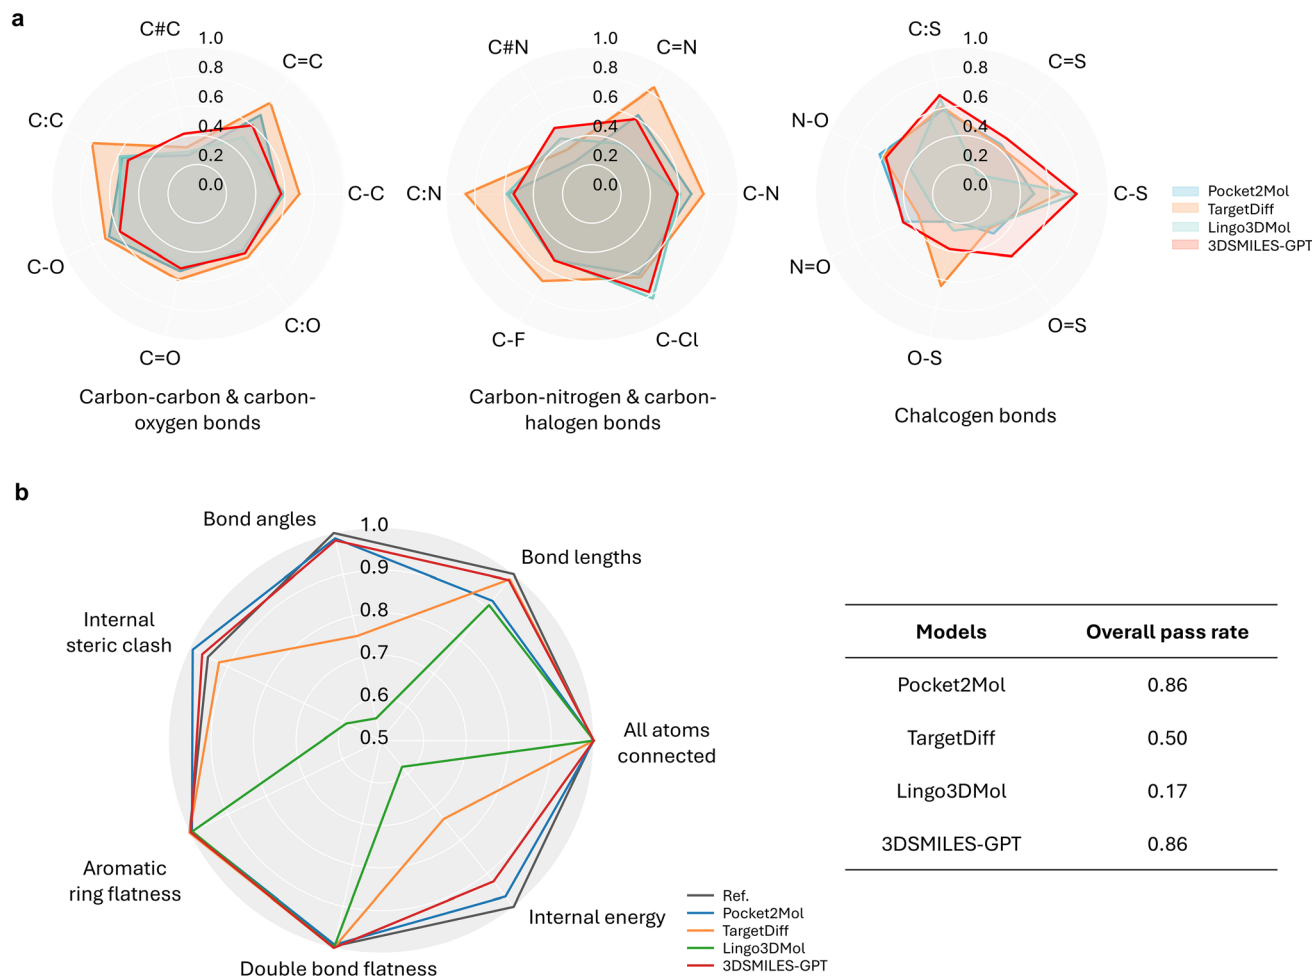 a
C#C
C=C
C:C
C-C
C-O
C:O
C=O
1.0
0.8
0.6
0.4
0.2
0.0
Carbon-carbon & carbon-
oxygen bonds
C#N
C=N
C:N
C-N
C-F
C-Cl
1.0
0.8
0.6
0.4
0.2
0.0
Carbon-nitrogen & carbon-
halogen bonds
C:S
C=S
N-O
C-S
N=O
O=S
O-S
1.0
0.8
0.6
0.4
0.2
0.0
Chalcogen bonds
Pocket2Mol
TargetDiff
Lingo3DMol
3DSMILES-GPT
b
Bond angles
Bond lengths
Internal
steric clash
All atoms
connected
Aromatic
ring flatness
Internal energy
Double bond flatness
1.0
0.9
0.8
0.7
0.6
0.5
Ref.
Pocket2Mol
TargetDiff
Lingo3DMol
3DSMILES-GPT
Models Overall pass rate
Pocket2Mol 0.86
TargetDiff 0.50
Lingo3DMol 0.17
3DSMILES-GPT 0.86